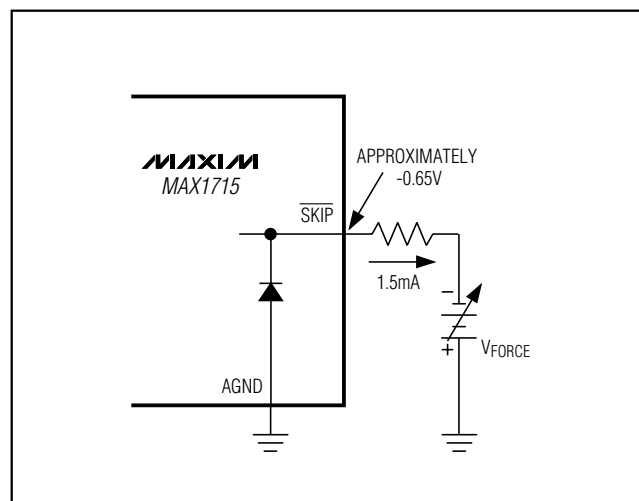 MAXIM
MAX1715
APPROXIMATELY
-0.65V
SKIP
1.5mA
−
+
VFORCE
AGND